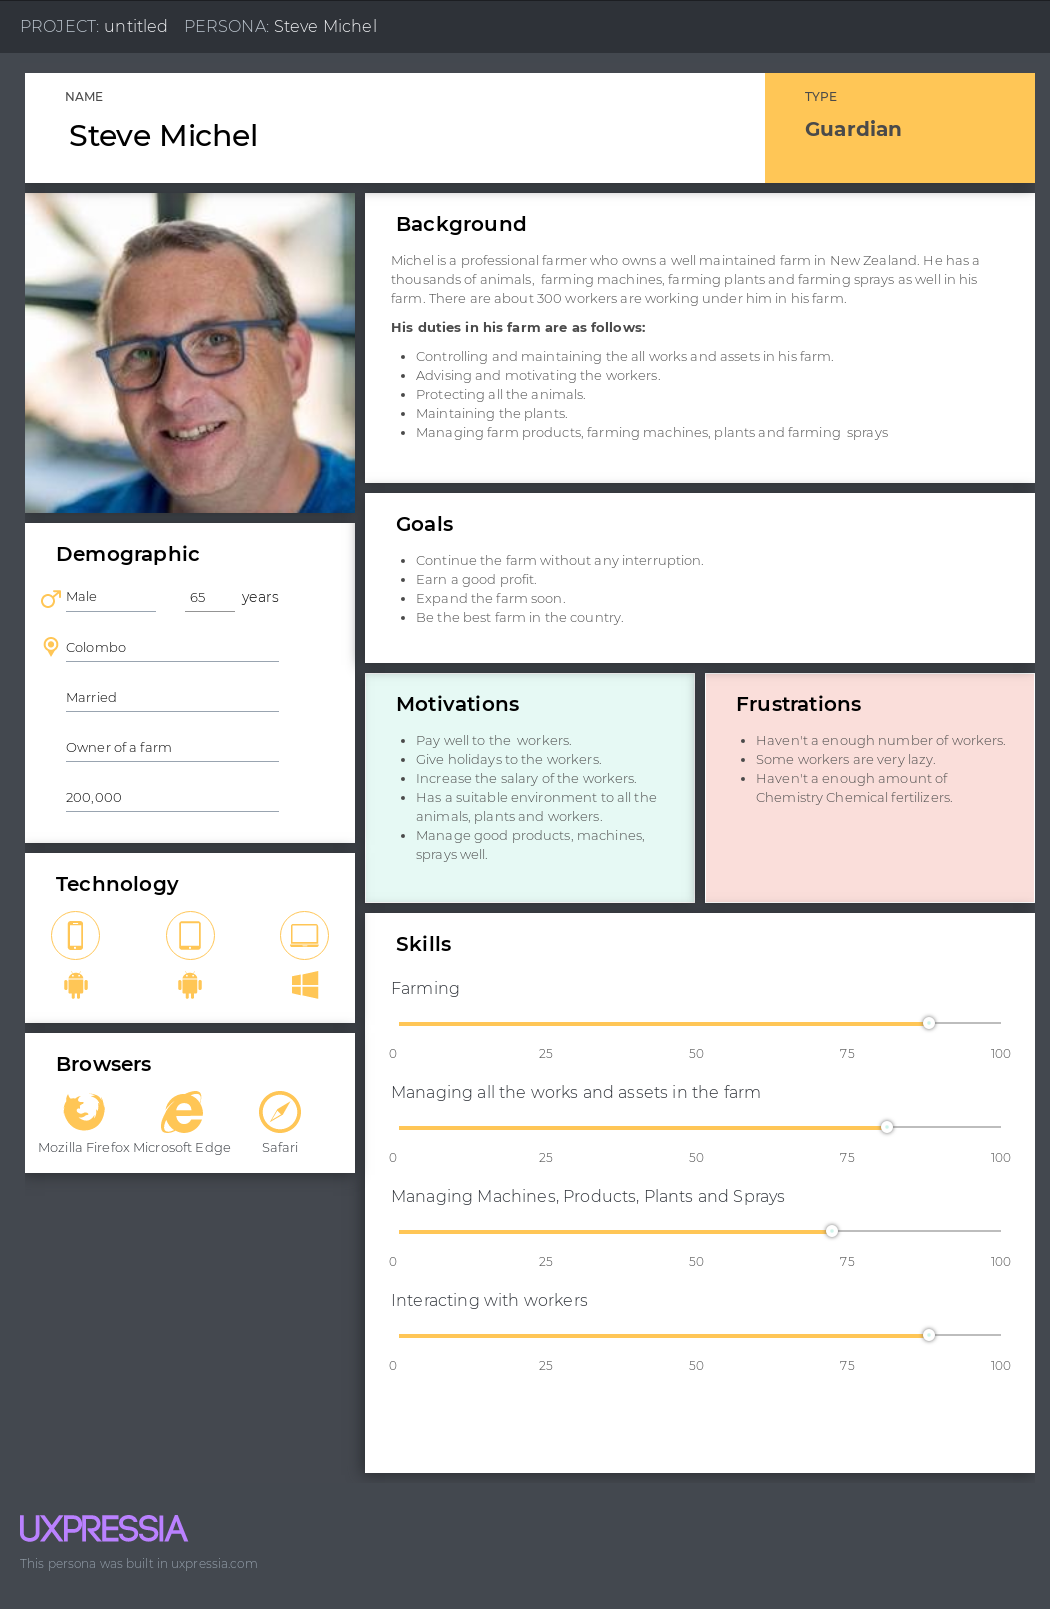 PROJECT: untitled PERSONA: Steve Michel
NAME
Steve Michel
TYPE
Guardian
Background
Michel is a professional farmer who owns a well maintained farm in New Zealand. He has a
thousands of animals, farming machines, farming plants and farming sprays as well in his
farm. There are about 300 workers are working under him in his farm.
His duties in his farm are as follows:
• Controlling and maintaining the all works and assets in his farm.
• Advising and motivating the workers.
• Protecting all the animals.
• Maintaining the plants.
• Managing farm products, farming machines, plants and farming sprays
Goals
• Continue the farm without any interruption.
• Earn a good profit.
• Expand the farm soon.
• Be the best farm in the country.
Demographic
Male 65 years
Colombo
Married
Owner of a farm
200,000
Motivations
• Pay well to the workers.
• Give holidays to the workers.
• Increase the salary of the workers.
• Has a suitable environment to all the
animals, plants and workers.
• Manage good products, machines,
sprays well.
Frustrations
• Haven't a enough number of workers.
• Some workers are very lazy.
• Haven't a enough amount of
Chemistry Chemical fertilizers.
Technology
Browsers
Mozilla Firefox Microsoft Edge Safari
Skills
Farming
0 25 50 75 100
Managing all the works and assets in the farm
0 25 50 75 100
Managing Machines, Products, Plants and Sprays
0 25 50 75 100
Interacting with workers
0 25 50 75 100
UXPRESSIA
This persona was built in uxpressia.com